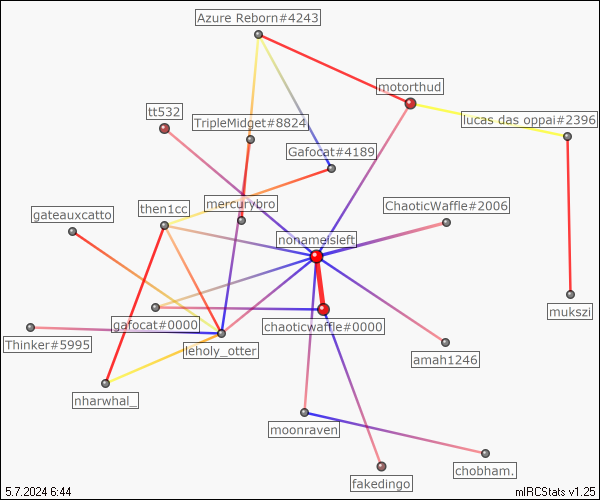 Azure Reborn#4243
motorthud
tt532
TripleMidget#8824
lucas das oppai#2396
Gafocat#4189
mercurybro
ChaoticWaffle#2006
then1cc
gateauxcatto
nonameisleft
mukszi
gafocat#0000
chaoticwaffle#0000
Thinker#5995
leholy_otter
amah1246
nharwhal_
moonraven
chobham.
fakedingo
5.7.2024 6:44
mIRCStats v1.25